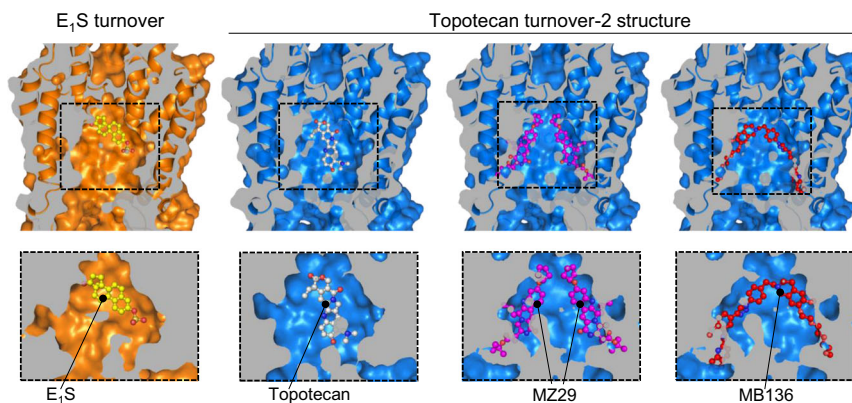 E₁S turnover
Topotecan turnover-2 structure
E₁S
Topotecan
MZ29
MB136